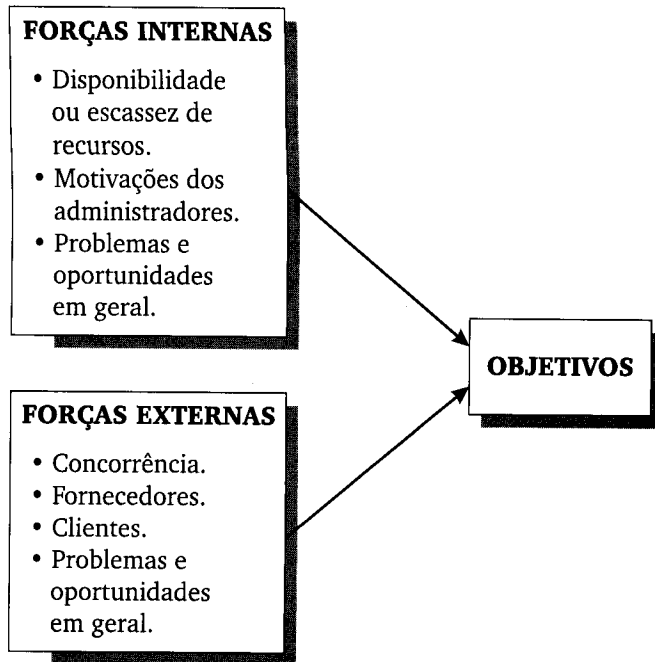 FORÇAS INTERNAS
• Disponibilidade
ou escassez de
recursos.
• Motivações dos
administradores.
• Problemas e
oportunidades
em geral.
OBJETIVOS
FORÇAS EXTERNAS
• Concorrência.
• Fornecedores.
• Clientes.
• Problemas e
oportunidades
em geral.